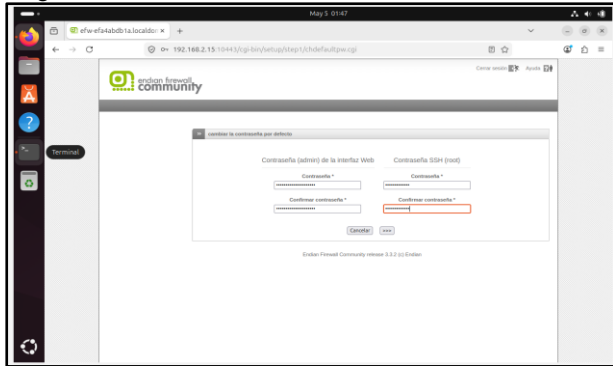 May 5 01:47
efw-efa4abdb1a.localdon
192.168.2.15:10443/cgi-bin/setup/step1/chdefaultpw.cgi
Cerrar sesión Ayuda
endian firewall
community
cambiar la contraseña por defecto
Terminal
Contraseña (admin) de la interfaz Web Contraseña SSH (root)
Contraseña * Contraseña *
Confirmar contraseña * Confirmar contraseña *
Cancelar >>>
Endian Firewall Community release 3.3.2 (c) Endian